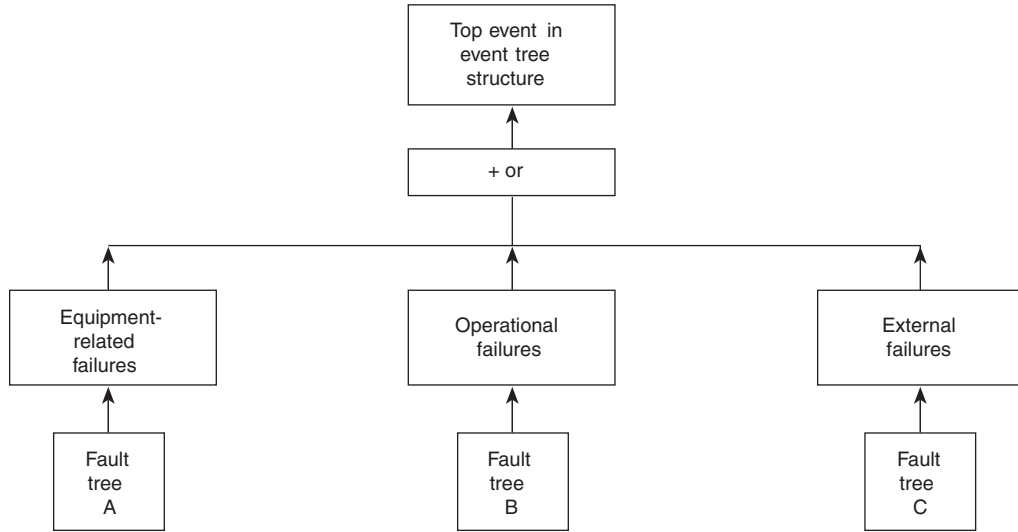 Top event in
event tree
structure
+ or
Equipment-
related
failures
Operational
failures
External
failures
Fault
tree
A
Fault
tree
B
Fault
tree
C